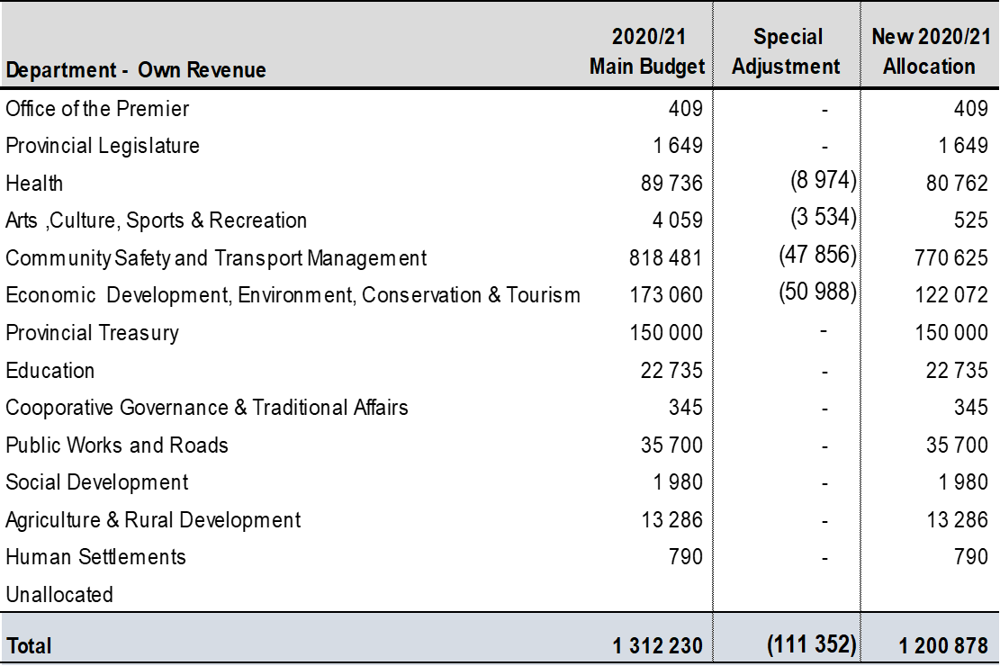 2020/21 Special New 2020/21
Department - Own Revenue Main Budget Adjustment Allocation
Office of the Premier 409 - 409
Provincial Legislature 1 649 - 1 649
Health 89 736 (8 974) 80 762
Arts ,Culture, Sports & Recreation 4 059 (3 534) 525
Community Safety and Transport Management 818 481 (47 856) 770 625
Economic Development, Environment, Conservation & Tourism 173 060 (50 988) 122 072
Provincial Treasury 150 000 - 150 000
Education 22 735 - 22 735
Cooporative Governance & Traditional Affairs 345 - 345
Public Works and Roads 35 700 - 35 700
Social Development 1 980 - 1 980
Agriculture & Rural Development 13 286 - 13 286
Human Settlements 790 - 790
Unallocated
Total 1 312 230 (111 352) 1 200 878